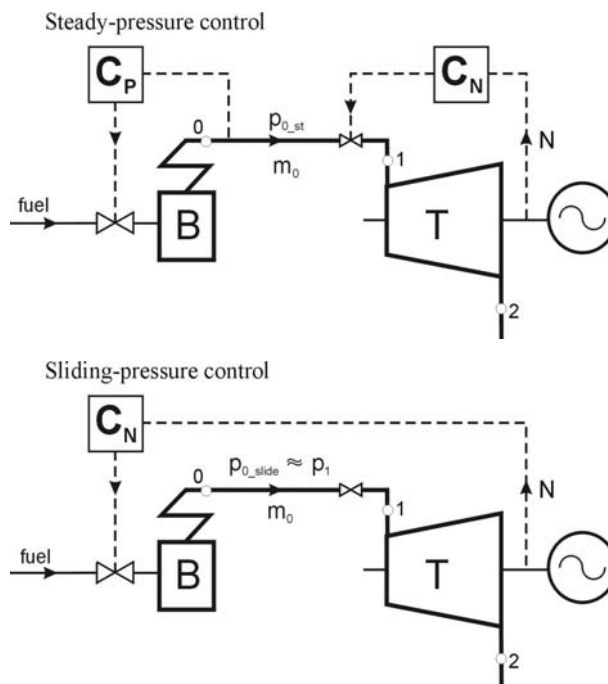 Steady-pressure control
C_P
C_N
0
p_0_st
1
m_0
N
fuel
B
T
2
Sliding-pressure control
C_N
0
p_0_slide ≈ p_1
1
m_0
N
fuel
B
T
2